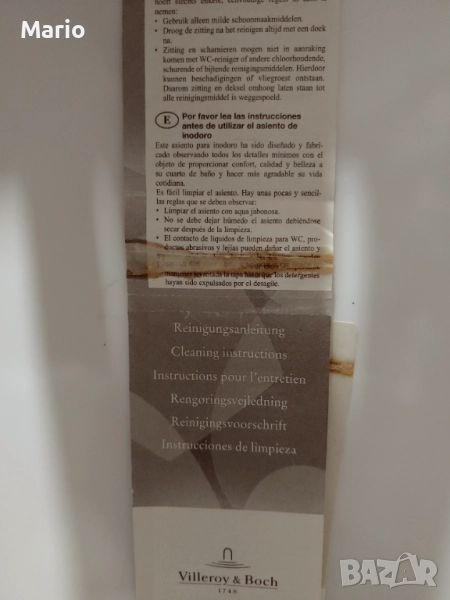 Mario
nemen:
• Gebruik alleen milde schoonmaakmiddelen.
• Droog de zitting na het reinigen altijd met een doek
na.
• Zitting en scharnieren mogen niet in aanraking
komen met WC-reiniger of andere chloorhoudende,
schurende of bijtende reinigingsmiddelen. Hierdoor
kunnen beschadigingen of vliegroest ontstaan.
Daarom zitting en deksel omhoog laten staan tot
alle reinigingsmiddel is weggespoeld.
E
Por favor lea las instrucciones
antes de utilizar el asiento de
inodoro
Este asiento para inodoro ha sido diseñado y fabri-
cado observando todos los detalles mínimos con el
objeto de proporcionar confort, calidad y belleza a
su cuarto de baño y hacer más agradable su vida
cotidiana.
Es fácil limpiar el asiento. Hay unas pocas y sencil-
las reglas que se deben observar:
• Limpiar el asiento con aqua jabonosa.
• No se debe dejar húmedo el asiento debiéndose
secar después de la limpieza.
• El contacto de líquidos de limpieza para WC, pro-
ductos abrasivos y lejías pueden dañar el asiento y
la tapa hasta que los detergentes
hayan sido expulsados por el desagüe.
Reinigungsanleitung
Cleaning instructions
Instructions pour l'entretien
Rengøringsvejledning
Reinigingsvoorschrift
Instrucciones de limpieza
Villeroy & Boch
1748
BAZAR